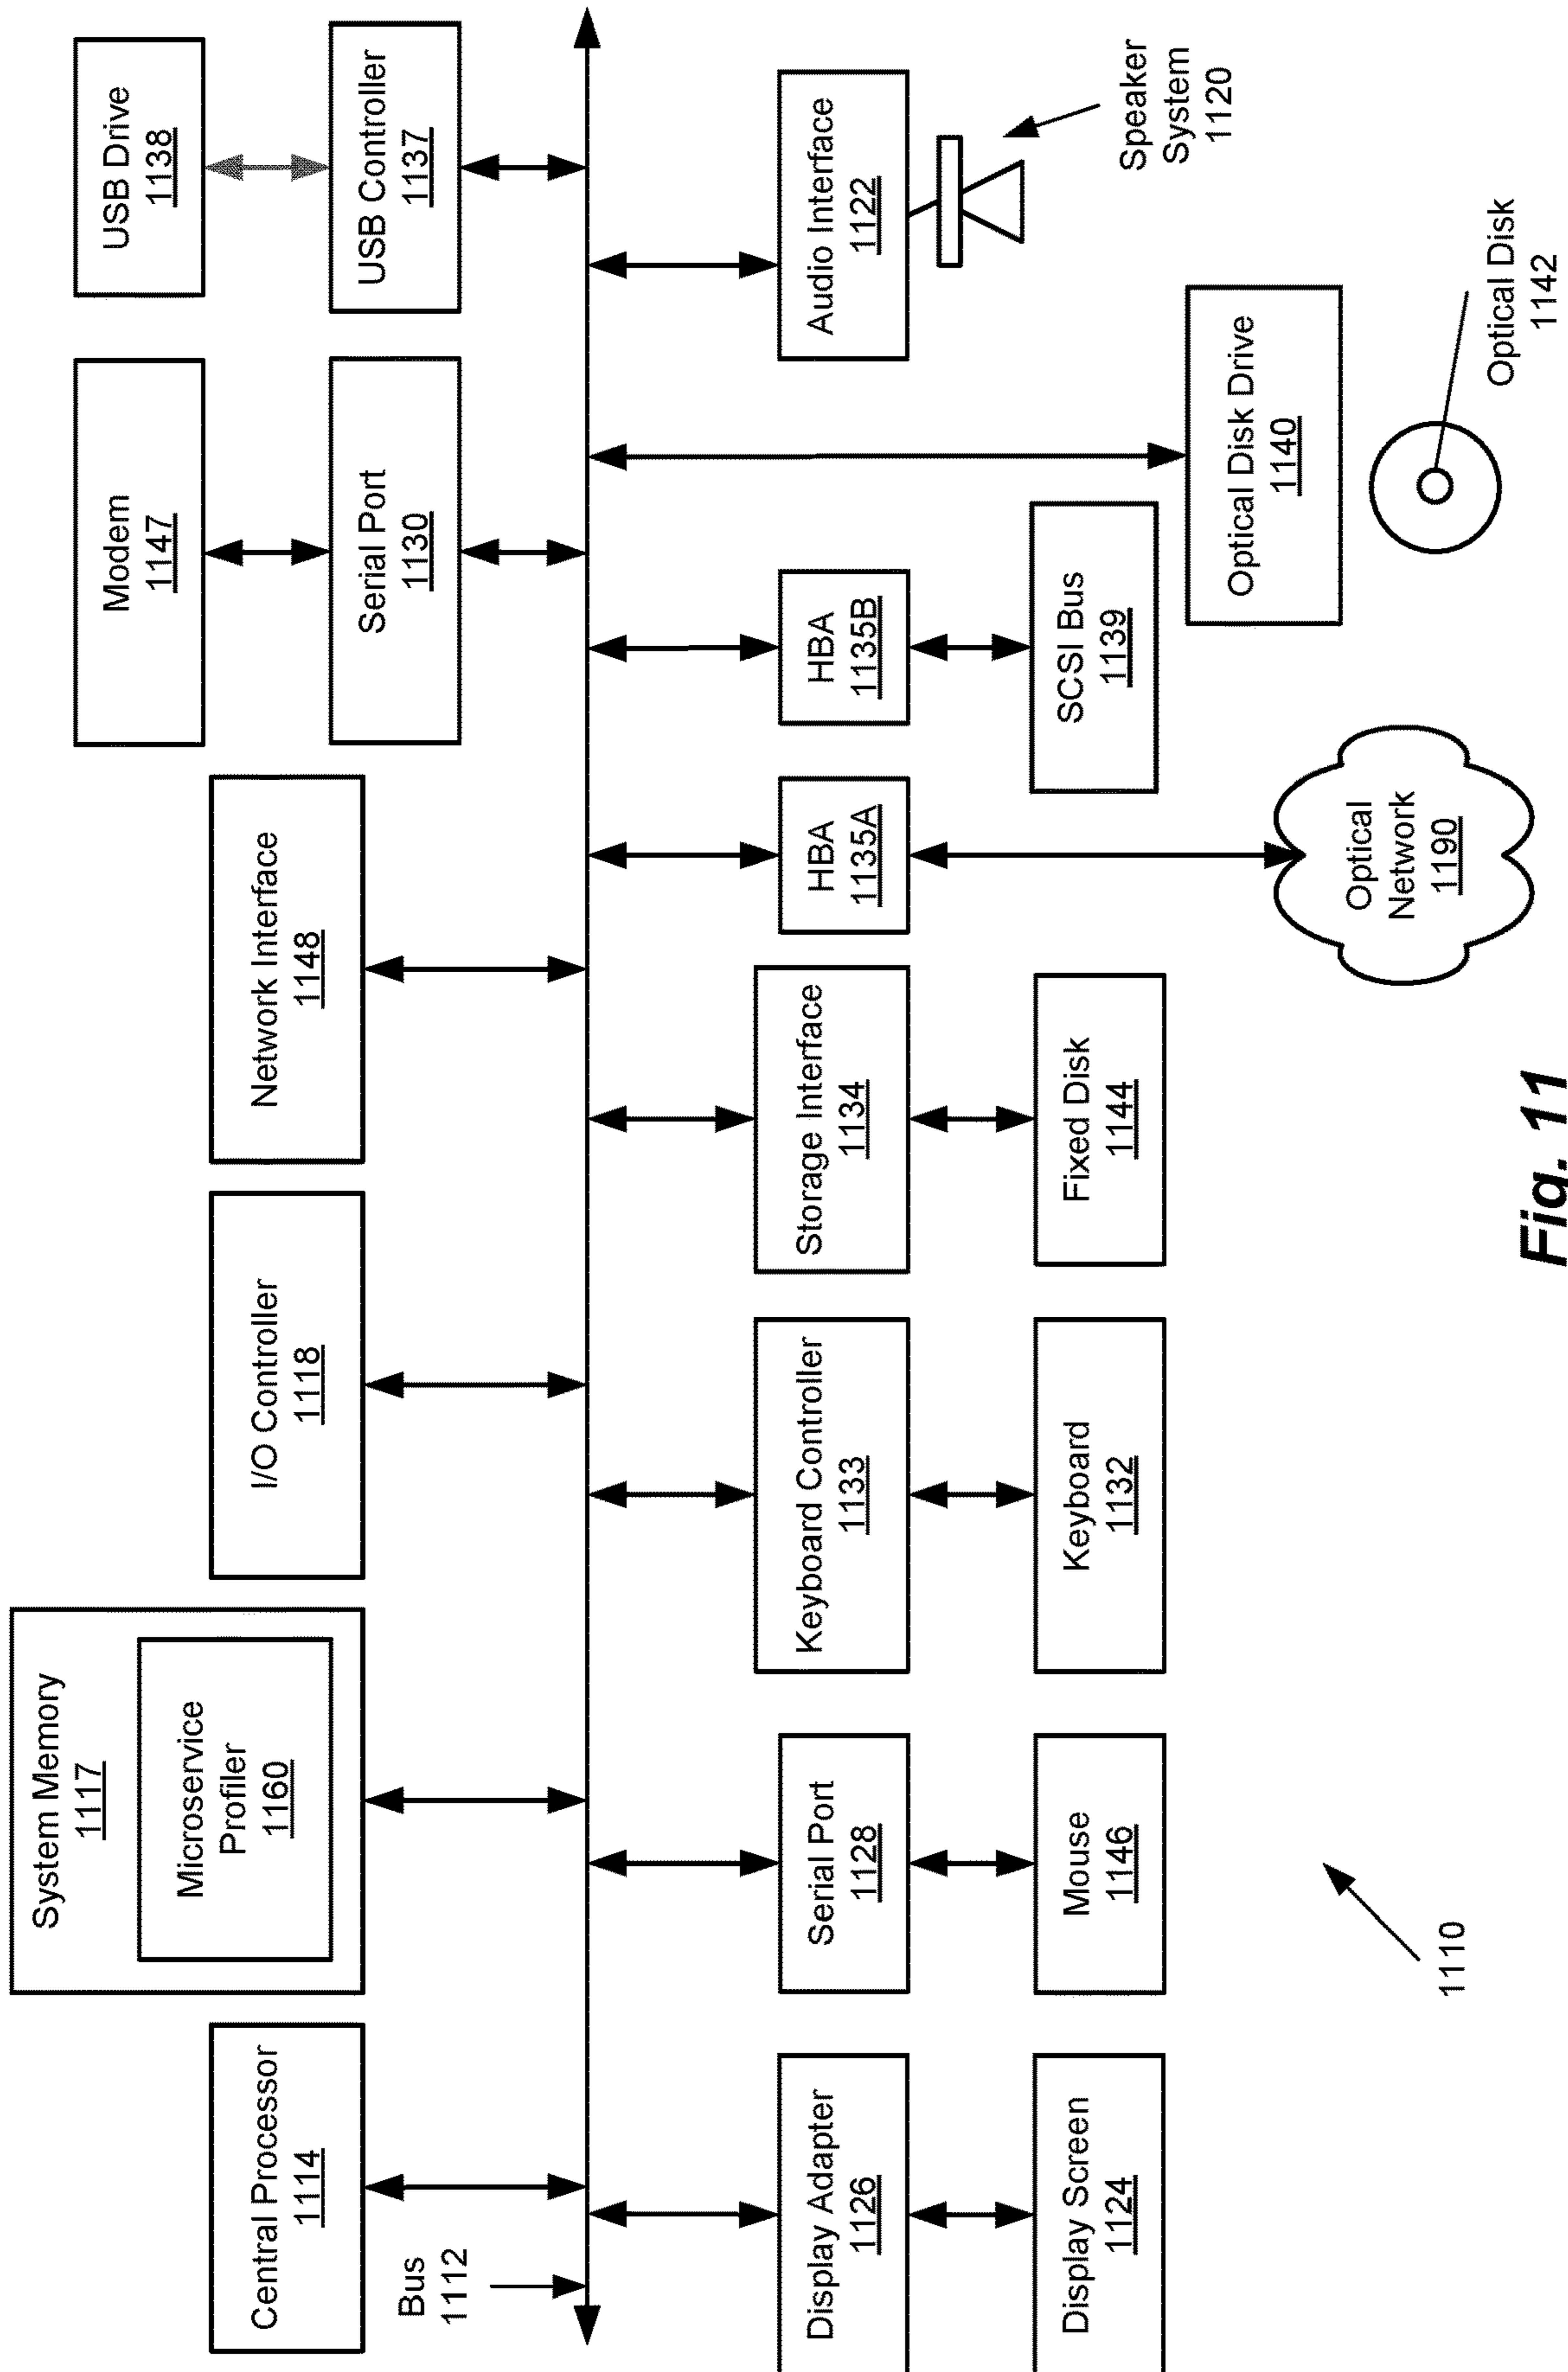 System Memory
1117
Microservice
Profiler
1160
Modem
1147
USB Drive
1138
Central Processor
1114
I/O Controller
1118
Network Interface
1148
Serial Port
1130
USB Controller
1137
Bus
1112
Display Adapter
1126
Serial Port
1128
Keyboard Controller
1133
Storage Interface
1134
HBA
1135A
HBA
1135B
Audio Interface
1122
Display Screen
1124
Mouse
1146
Keyboard
1132
Fixed Disk
1144
SCSI Bus
1139
Speaker
System
1120
Optical Disk Drive
1140
Optical
Network
1190
Optical Disk
1142
1110
Fig. 11